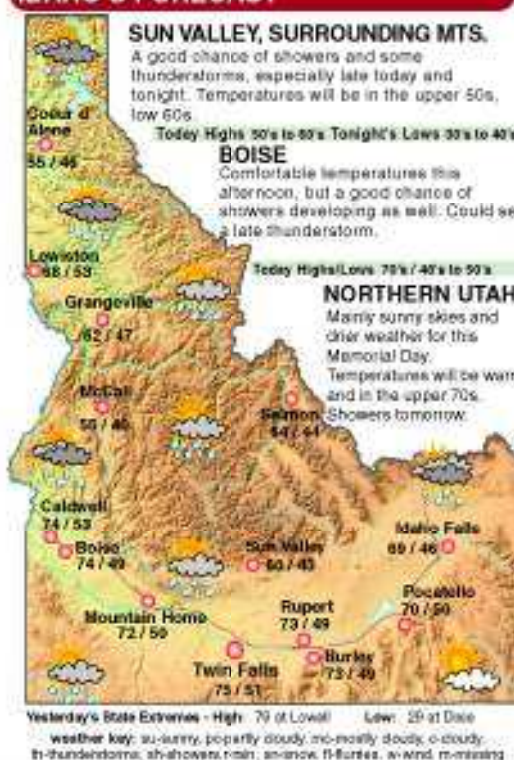 IDAHO'S FORECAST
SUN VALLEY, SURROUNDING MTS.
A good chance of showers and some
thunderstorms, especially late today and
tonight. Temperatures will be in the upper 50s,
low 60s.
Today Highs 50's to 60's Tonight's Lows 30's to 40's
BOISE
Comfortable temperatures this
afternoon, but a good chance of
showers developing as well. Could se
a late thunderstorm.
Today Highs/Lows 70's / 40's to 50's
NORTHERN UTAH
Mainly sunny skies and
drier weather for this
Memorial Day.
Temperatures will be warm
and in the upper 70s.
Showers tomorrow.
Coeur d'
Alene
55 / 46
Lewiston
68 / 53
Grangeville
62 / 47
McCall
55 / 40
Salmon
64 / 44
Caldwell
74 / 53
Boise
74 / 49
Sun Valley
60 / 43
Idaho Falls
69 / 46
Mountain Home
72 / 50
Rupert
73 / 49
Pocatello
70 / 50
Twin Falls
75 / 51
Burley
73 / 49
Yesterday's State Extremes - High: 79 at Lowell Low: 29 at Dixie
weather key: su-sunny, pc-partly cloudy, mc-mostly cloudy, c-cloudy,
th-thunderstorms, sh-showers, r-rain, sn-snow, fl-flurries, w-wind, m-missing